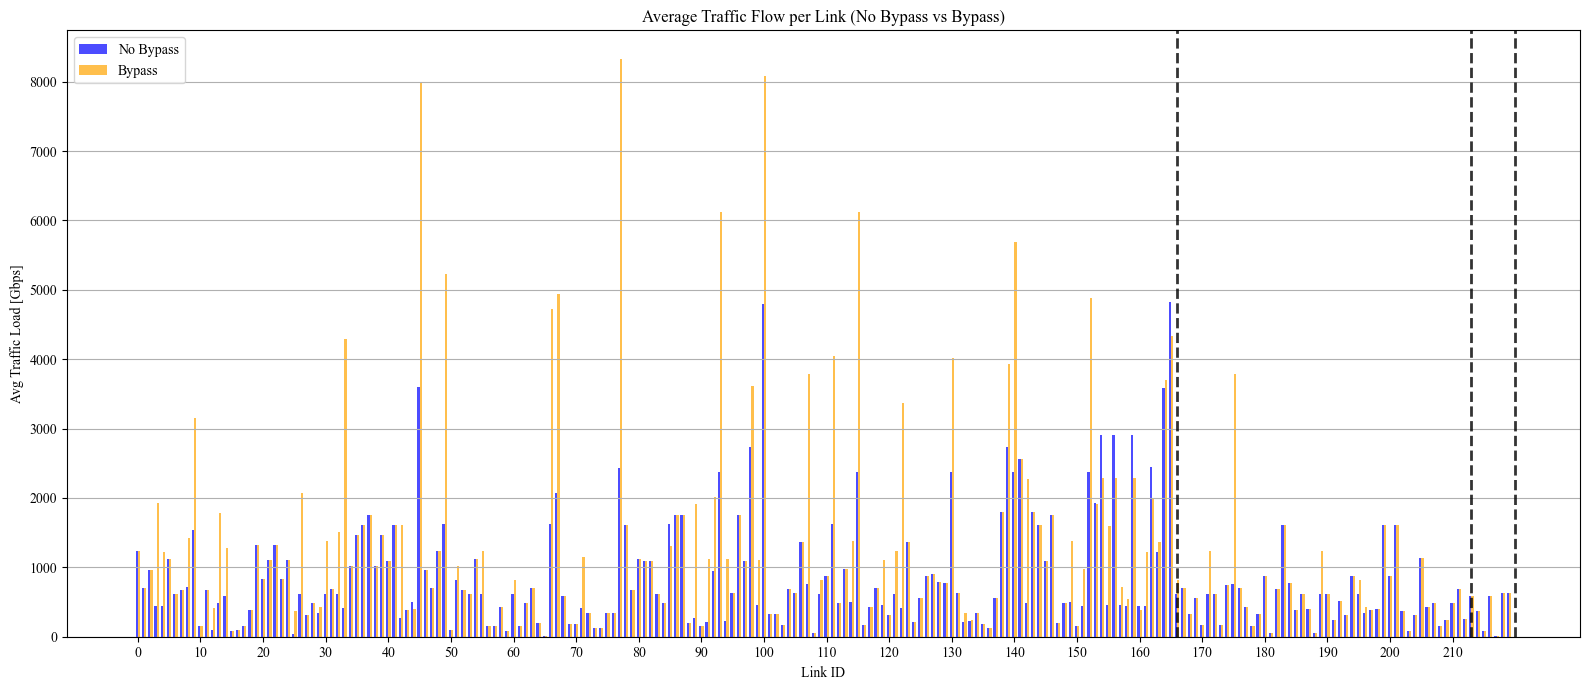 Average Traffic Flow per Link (No Bypass vs Bypass)
No Bypass
Bypass
8000
7000
6000
5000
4000
3000
2000
1000
0
Avg Traffic Load [Gbps]
0 10 20 30 40 50 60 70 80 90 100 110 120 130 140 150 160 170 180 190 200 210
Link ID